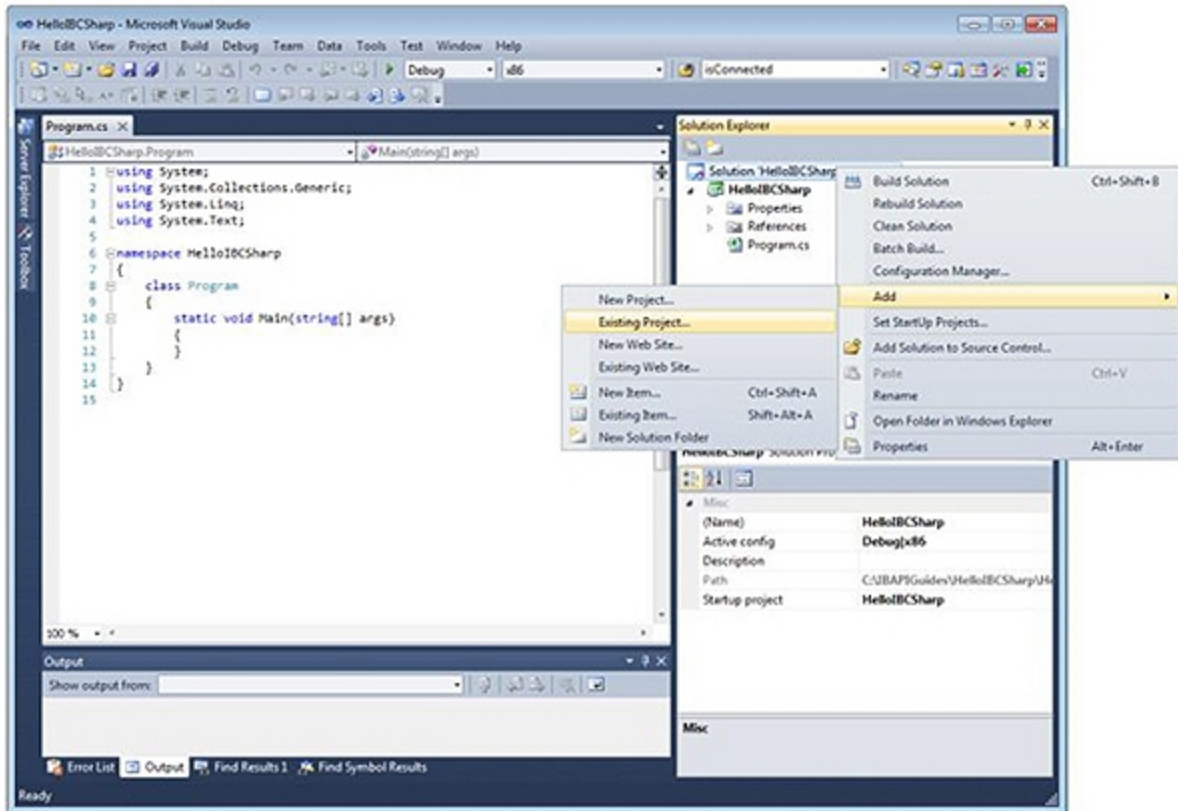 HelloIBCSharp - Microsoft Visual Studio
File Edit View Project Build Debug Team Data Tools Test Window Help
Debug x86 isConnected
Program.cs
HelloIBCSharp.Program Main(string[] args)
1 using System;
2 using System.Collections.Generic;
3 using System.Linq;
4 using System.Text;
5
6 namespace HelloIBCSharp
7 {
8 class Program
9 {
10 static void Main(string[] args)
11 {
12 }
13 }
14 }
15
100 %
Server Explorer
Toolbox
Solution Explorer
Solution 'HelloIBCSharp
HelloIBCSharp
Properties
References
Program.cs
Build Solution Ctrl+Shift+B
Rebuild Solution
Clean Solution
Batch Build...
Configuration Manager...
Add
Set StartUp Projects...
Add Solution to Source Control...
Paste Ctrl+V
Rename
Open Folder in Windows Explorer
Properties Alt+Enter
New Project...
Existing Project...
New Web Site...
Existing Web Site...
New Item... Ctrl+Shift+A
Existing Item... Shift+Alt+A
New Solution Folder
HelloIBCSharp Solution Pro
Misc
(Name) HelloIBCSharp
Active config Debug|x86
Description
Path C:\IBAPIGuides\HelloIBCSharp\He
Startup project HelloIBCSharp
Misc
Output
Show output from:
Error List Output Find Results 1 Find Symbol Results
Ready